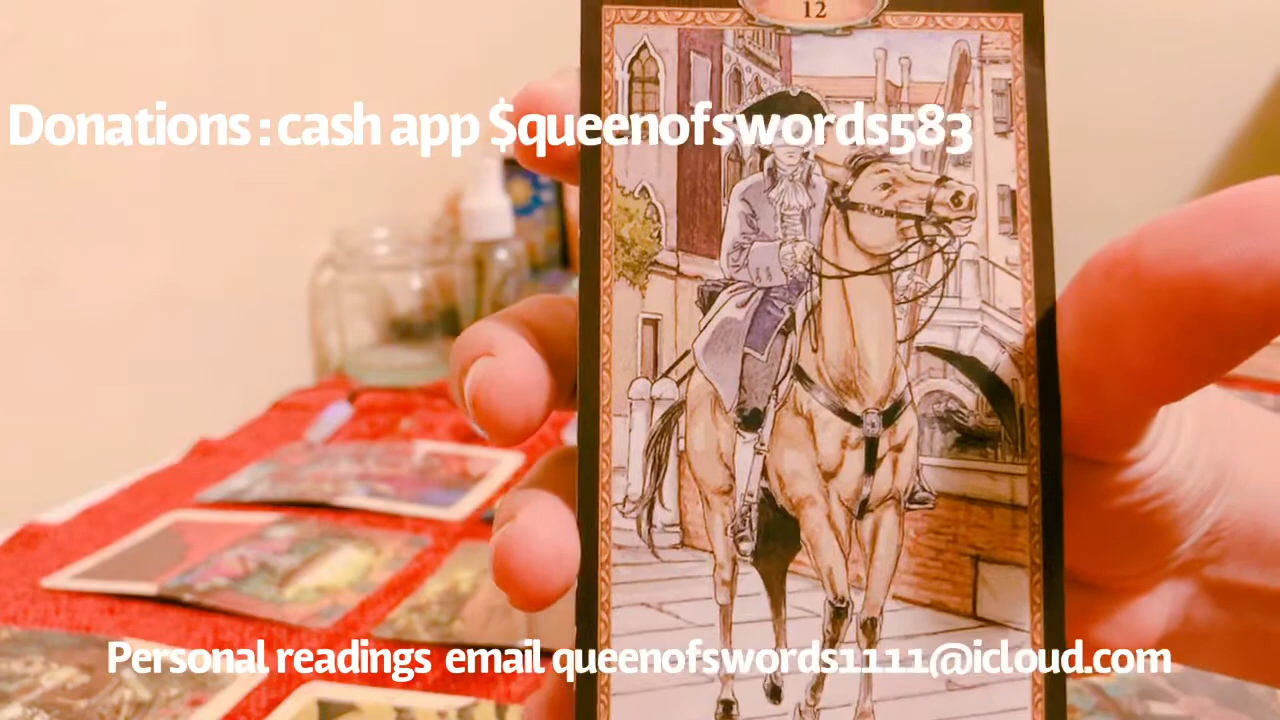 12
Donations : cash app $queenofswords583
Personal readings email queenofswords1111@icloud.com